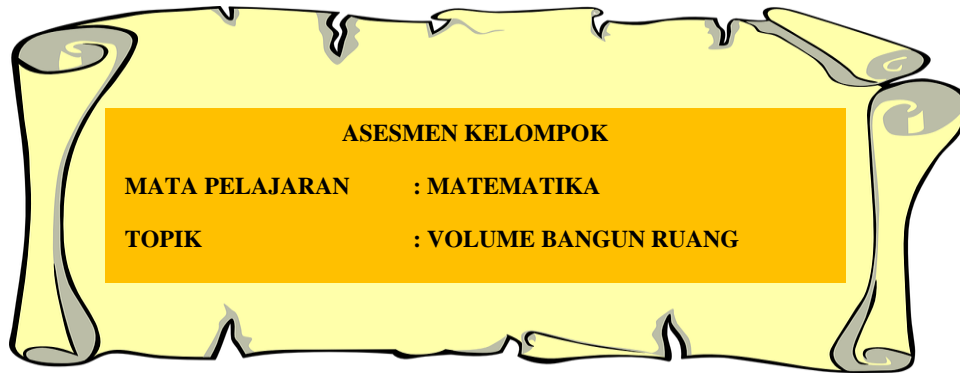 ASESMEN KELOMPOK
MATA PELAJARAN : MATEMATIKA
TOPIK : VOLUME BANGUN RUANG